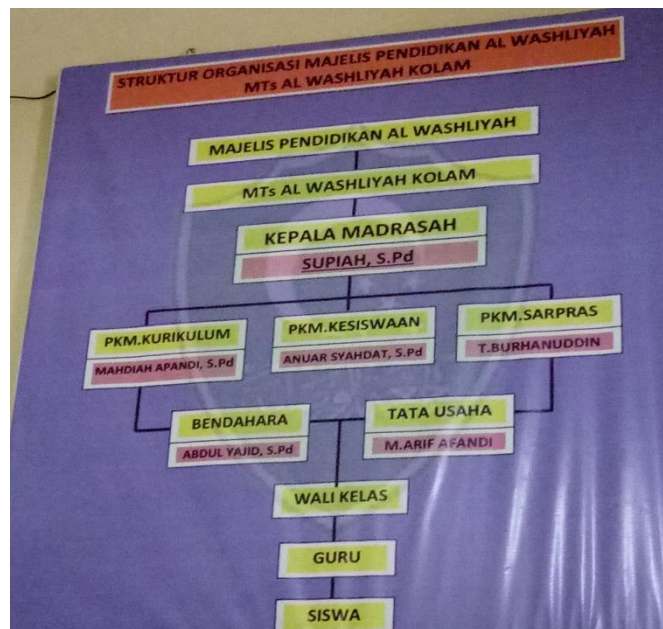 STRUKTUR ORGANISASI MAJELIS PENDIDIKAN AL WASHLIYAH
MTs AL WASHLIYAH KOLAM
MAJELIS PENDIDIKAN AL WASHLIYAH
MTs AL WASHLIYAH KOLAM
KEPALA MADRASAH
SUPIAH, S.Pd
PKM.KURIKULUM
MAHDIAH APANDI, S.Pd
PKM.KESISWAAN
ANUAR SYAHDAT, S.Pd
PKM.SARPRAS
T.BURHANUDDIN
BENDAHARA
ABDUL YAJID, S.Pd
TATA USAHA
M.ARIF AFANDI
WALI KELAS
GURU
SISWA